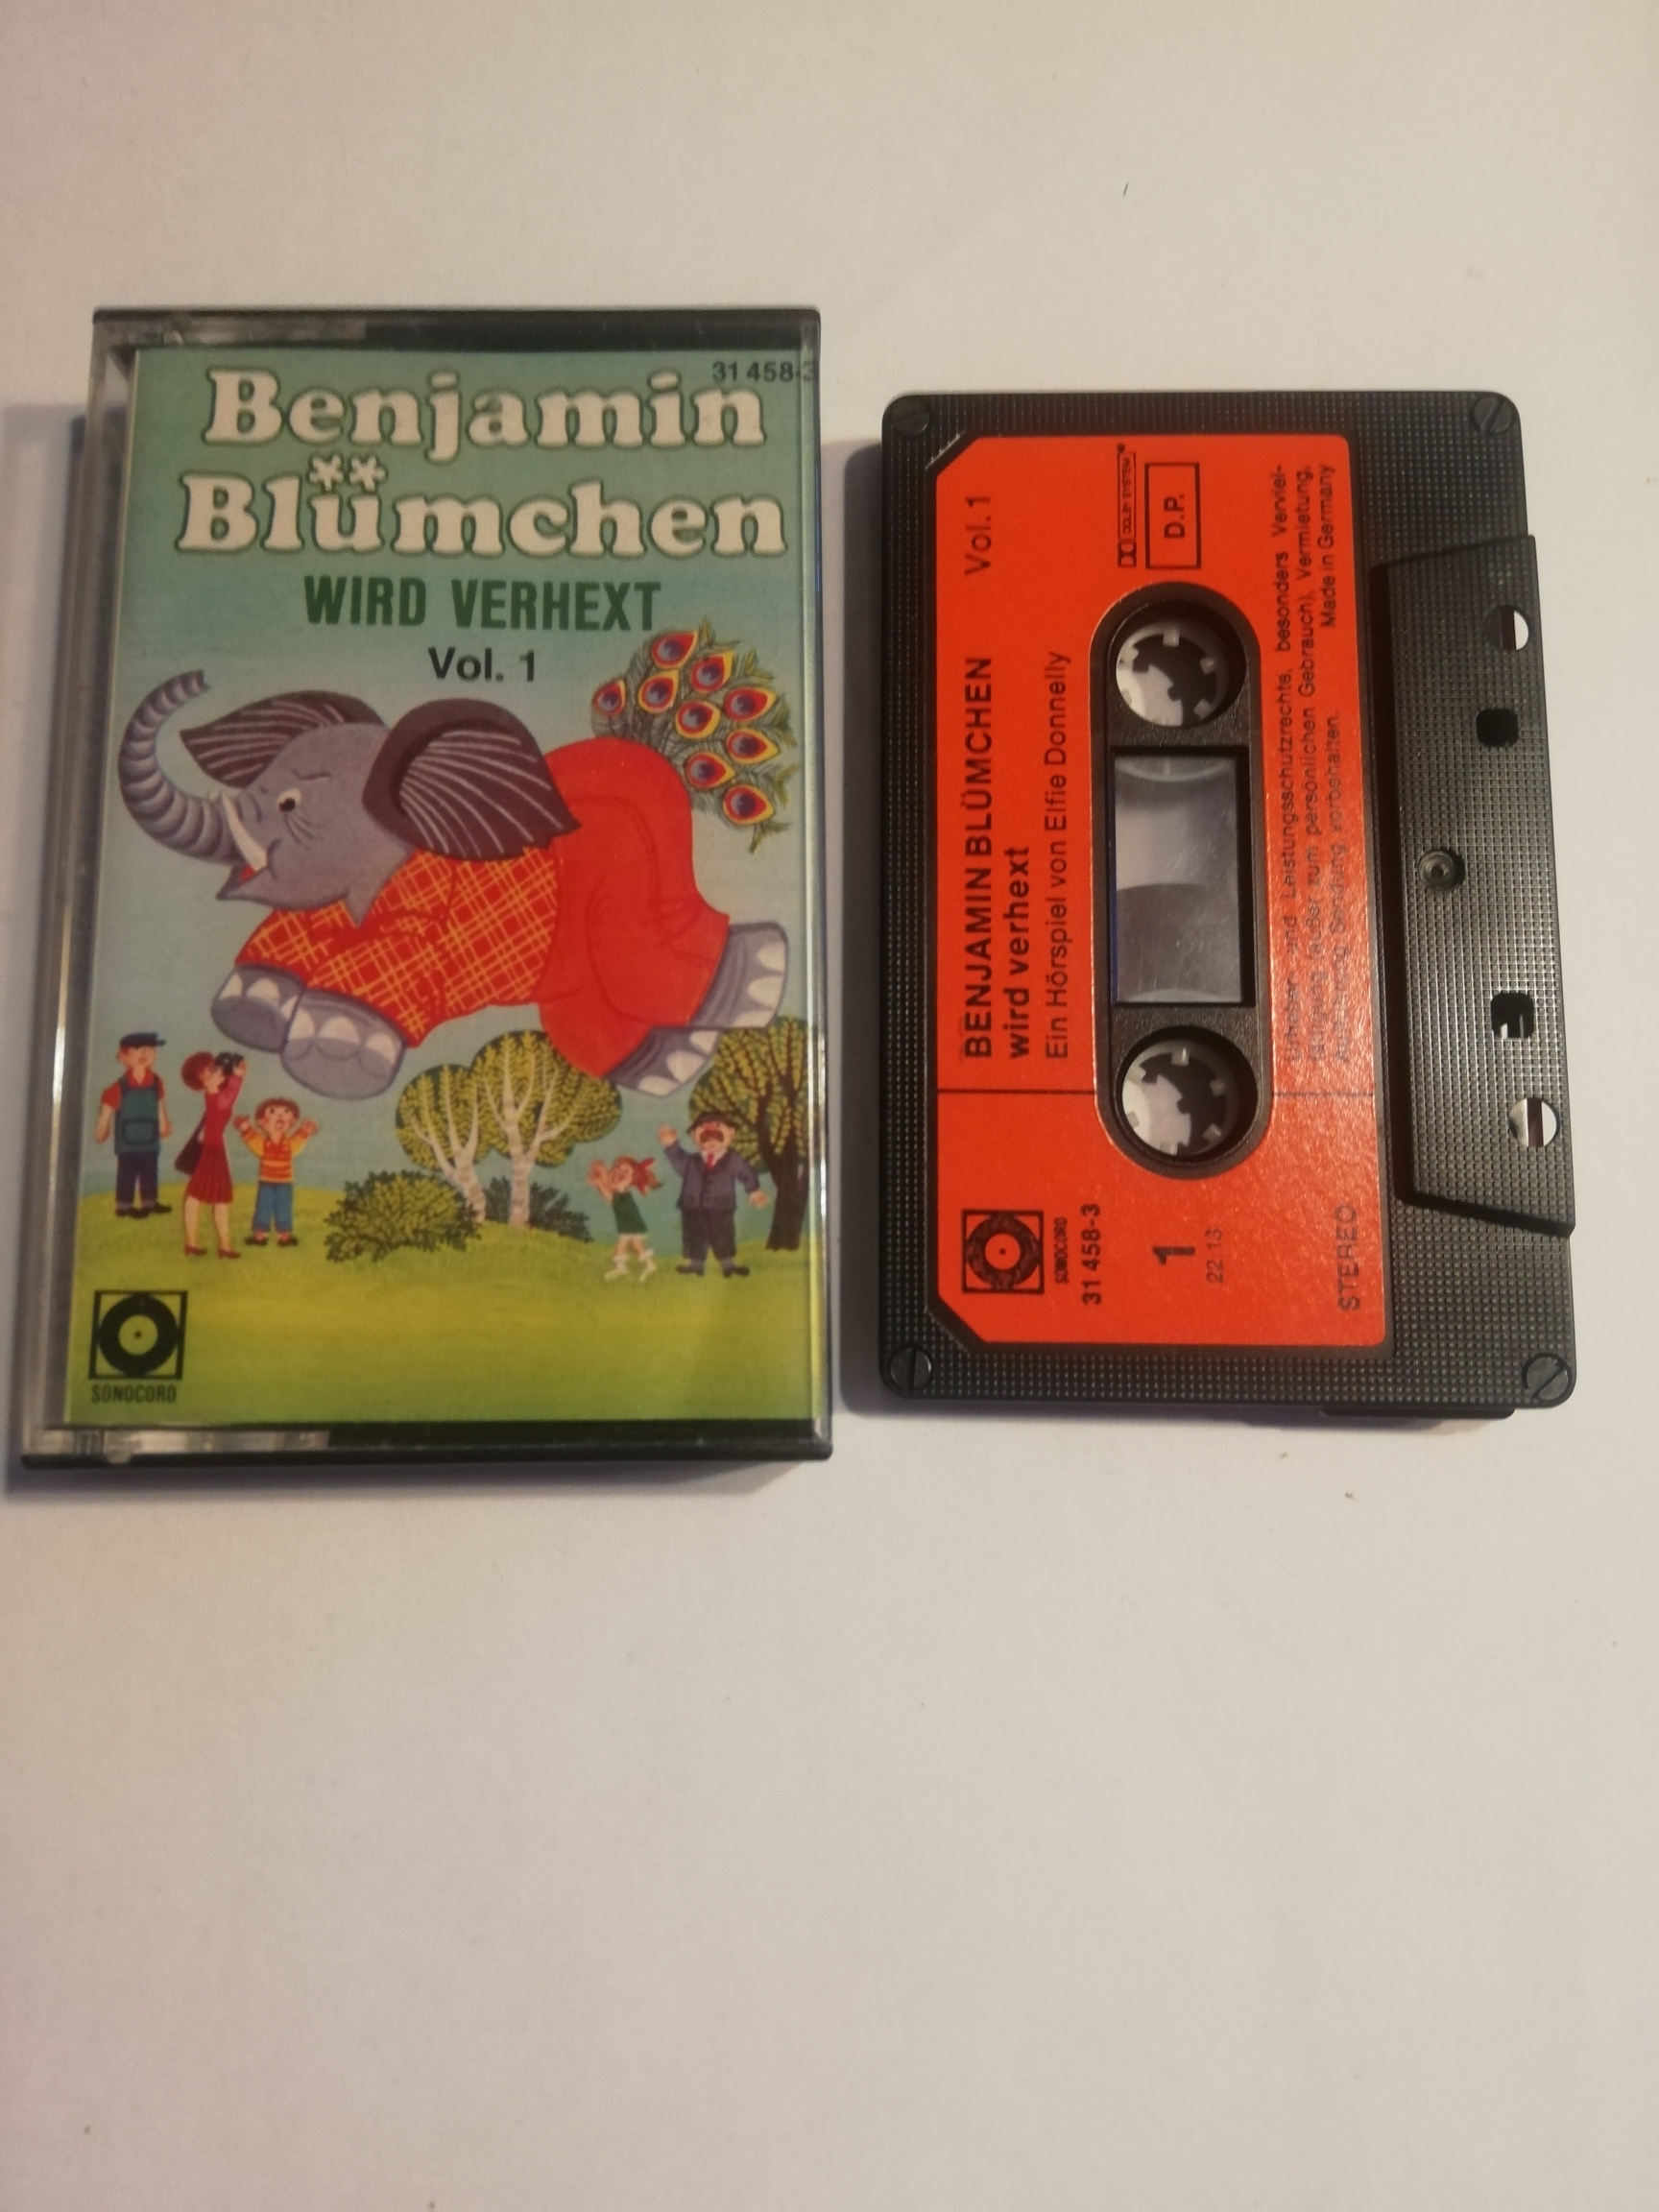 31 458-3
Benjamin
Blümchen
WIRD VERHEXT
Vol. 1
SONOCORD
BENJAMIN BLÜMCHEN Vol. 1
wird verhext
Ein Hörspiel von Elfie Donnelly
DOLBY SYSTEM
D.P.
SONOCORD
31 458-3
1
22:13
STEREO
Urheber- und Leistungsschutzrechte, besonders Verviel-
(außer zum persönlichen Gebrauch), Vermietung,
Sendung vorbehalten. Made in Germany